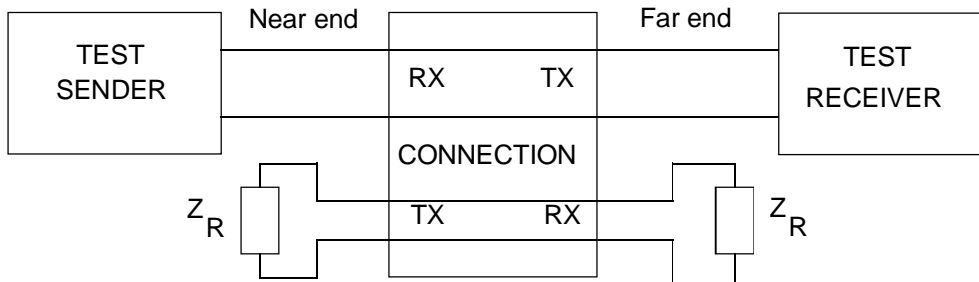 Near end
Far end
TEST
SENDER
TEST
RECEIVER
RX TX
CONNECTION
TX RX
Z R
Z R